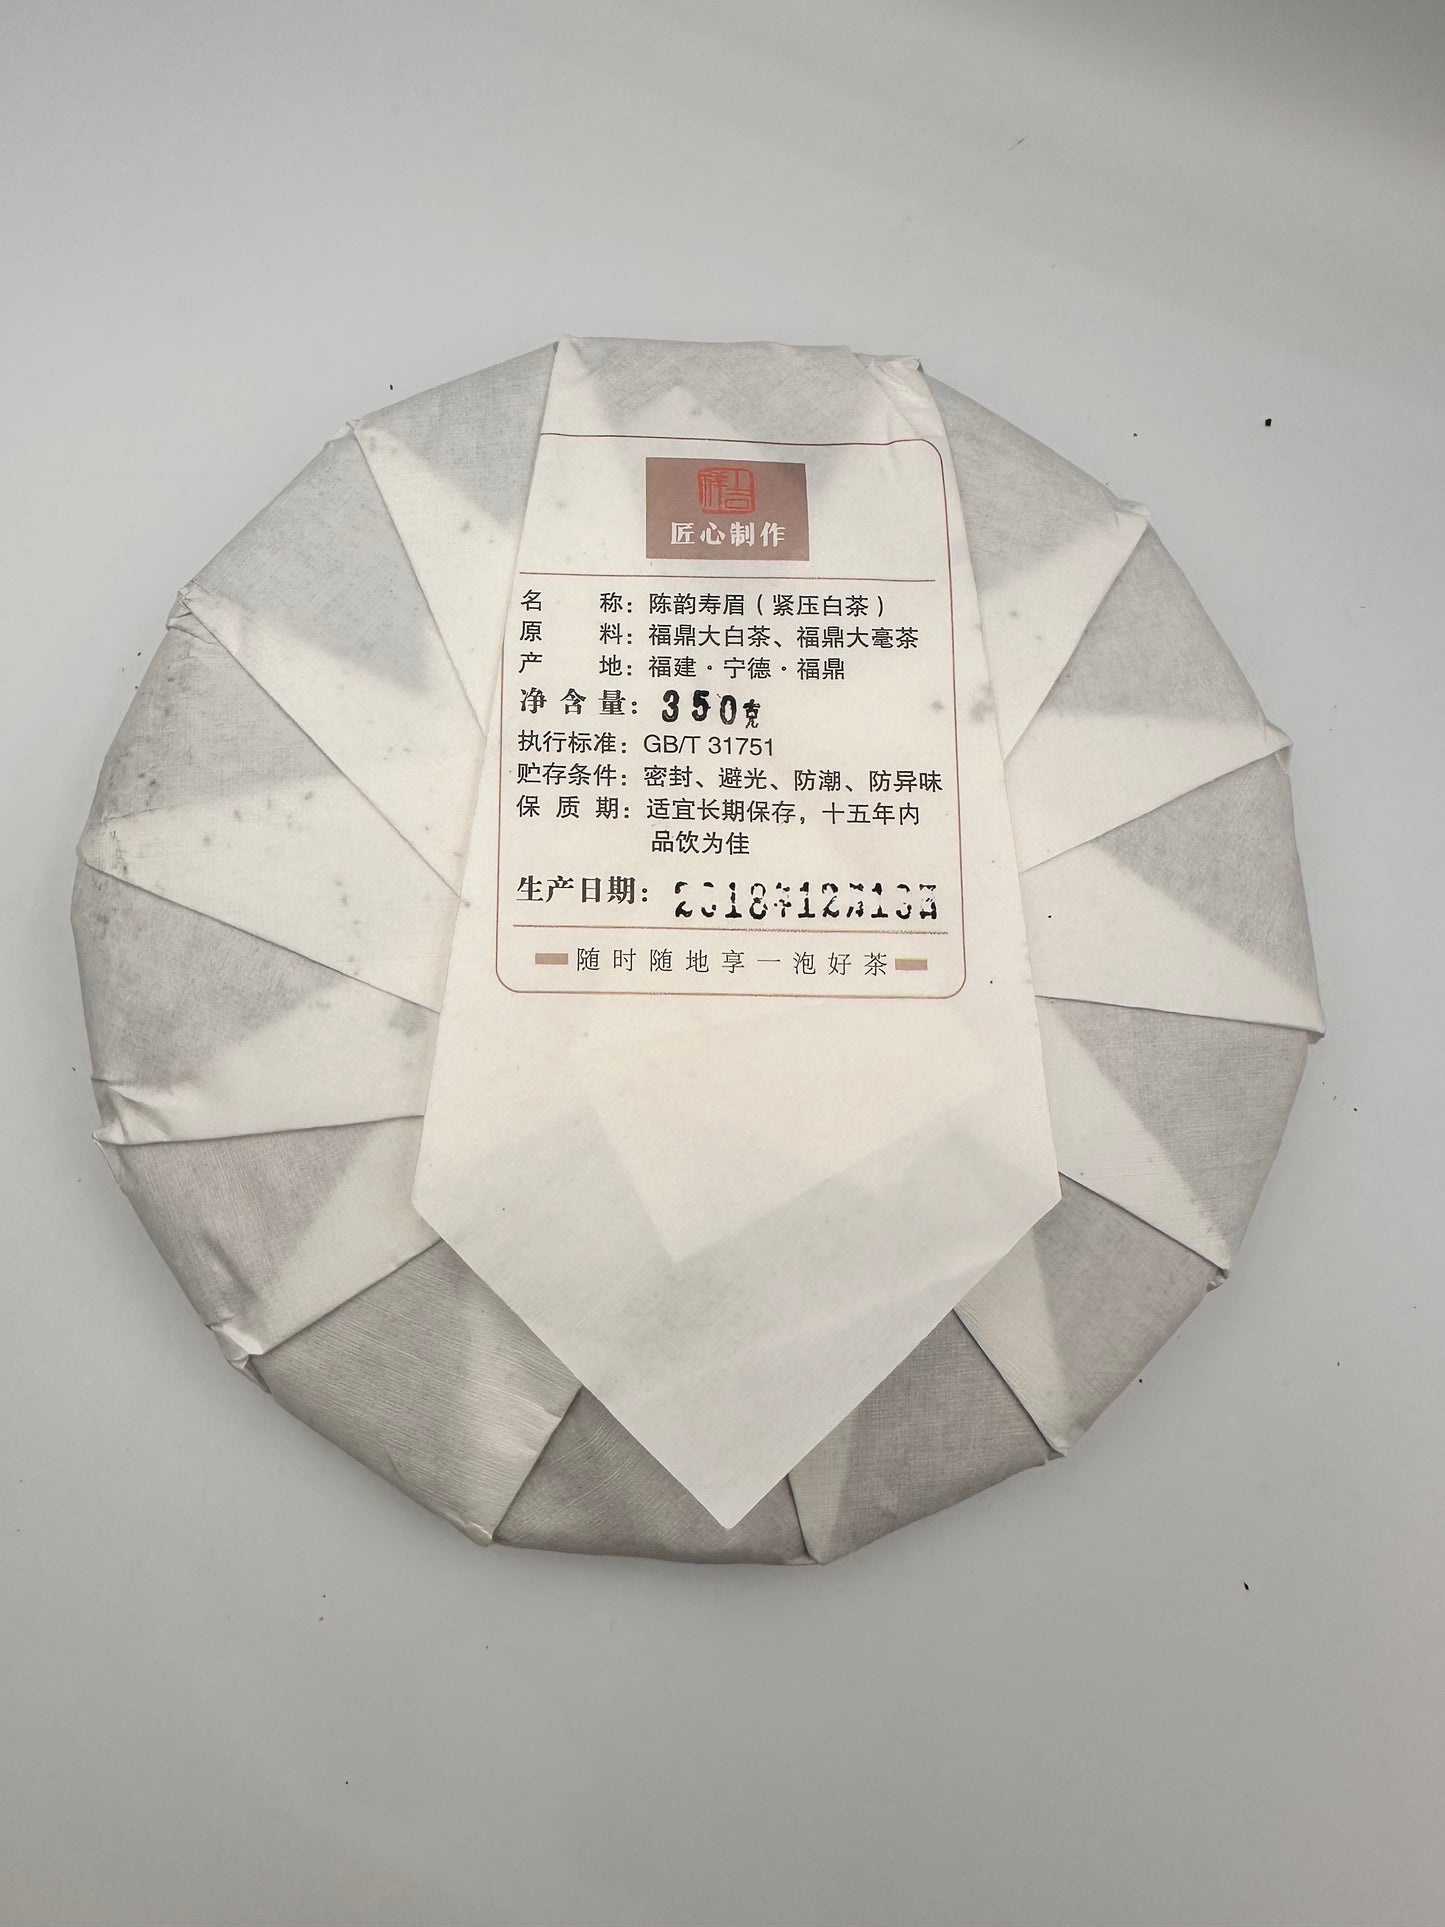 匠心制作
名 称：陈韵寿眉（紧压白茶）
原 料：福鼎大白茶、福鼎大毫茶
产 地：福建·宁德·福鼎
净含量：350克
执行标准：GB/T 31751
贮存条件：密封、避光、防潮、防异味
保质期：适宜长期保存，十五年内
品饮为佳
生产日期：2018年12月10日
随时随地享一泡好茶